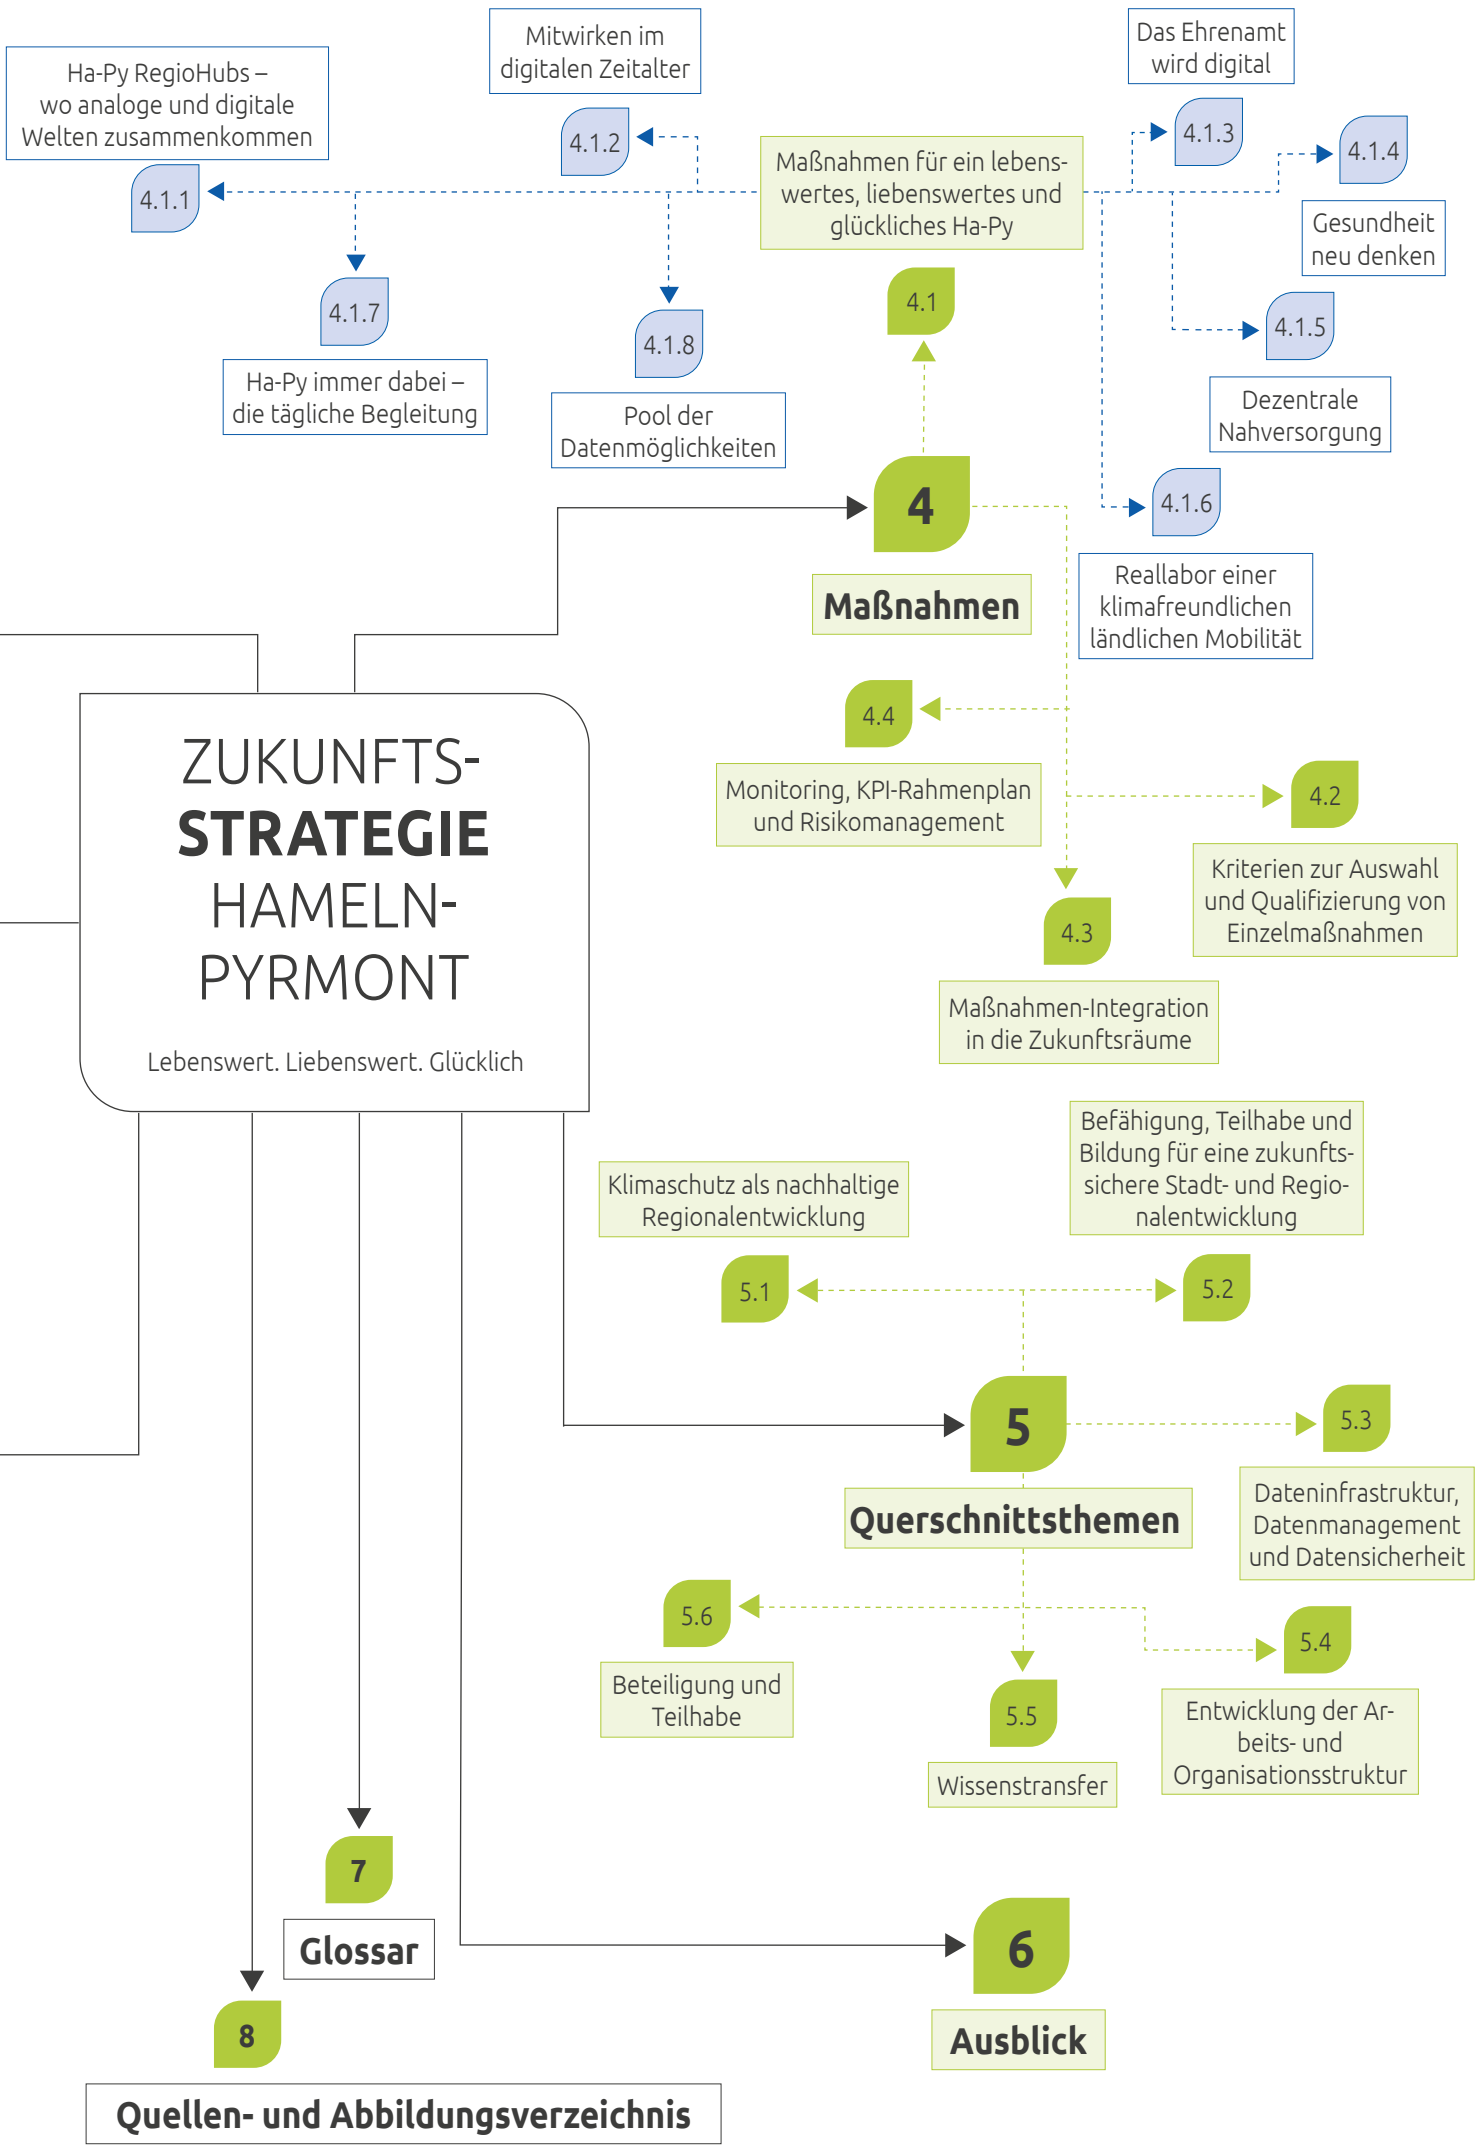 Ha-Py RegioHubs –
wo analoge und digitale
Welten zusammenkommen
4.1.1
Mitwirken im
digitalen Zeitalter
4.1.2
Maßnahmen für ein lebens-
wertes, liebenswertes und
glückliches Ha-Py
4.1
Das Ehrenamt
wird digital
4.1.3
4.1.4
Gesundheit
neu denken
4.1.5
Dezentrale
Nahversorgung
4.1.6
Reallabor einer
klimafreundlichen
ländlichen Mobilität
4.1.7
Ha-Py immer dabei –
die tägliche Begleitung
4.1.8
Pool der
Datenmöglichkeiten
4
Maßnahmen
4.4
Monitoring, KPI-Rahmenplan
und Risikomanagement
4.2
Kriterien zur Auswahl
und Qualifizierung von
Einzelmaßnahmen
4.3
Maßnahmen-Integration
in die Zukunftsräume
ZUKUNFTS-
STRATEGIE
HAMELN-
PYRMONT
Lebenswert. Liebenswert. Glücklich
Klimaschutz als nachhaltige
Regionalentwicklung
5.1
Befähigung, Teilhabe und
Bildung für eine zukunfts-
sichere Stadt- und Regio-
nalentwicklung
5.2
5
Querschnittsthemen
5.3
Dateninfrastruktur,
Datenmanagement
und Datensicherheit
5.6
Beteiligung und
Teilhabe
5.5
Wissenstransfer
5.4
Entwicklung der Ar-
beits- und
Organisationsstruktur
7
Glossar
6
Ausblick
8
Quellen- und Abbildungsverzeichnis